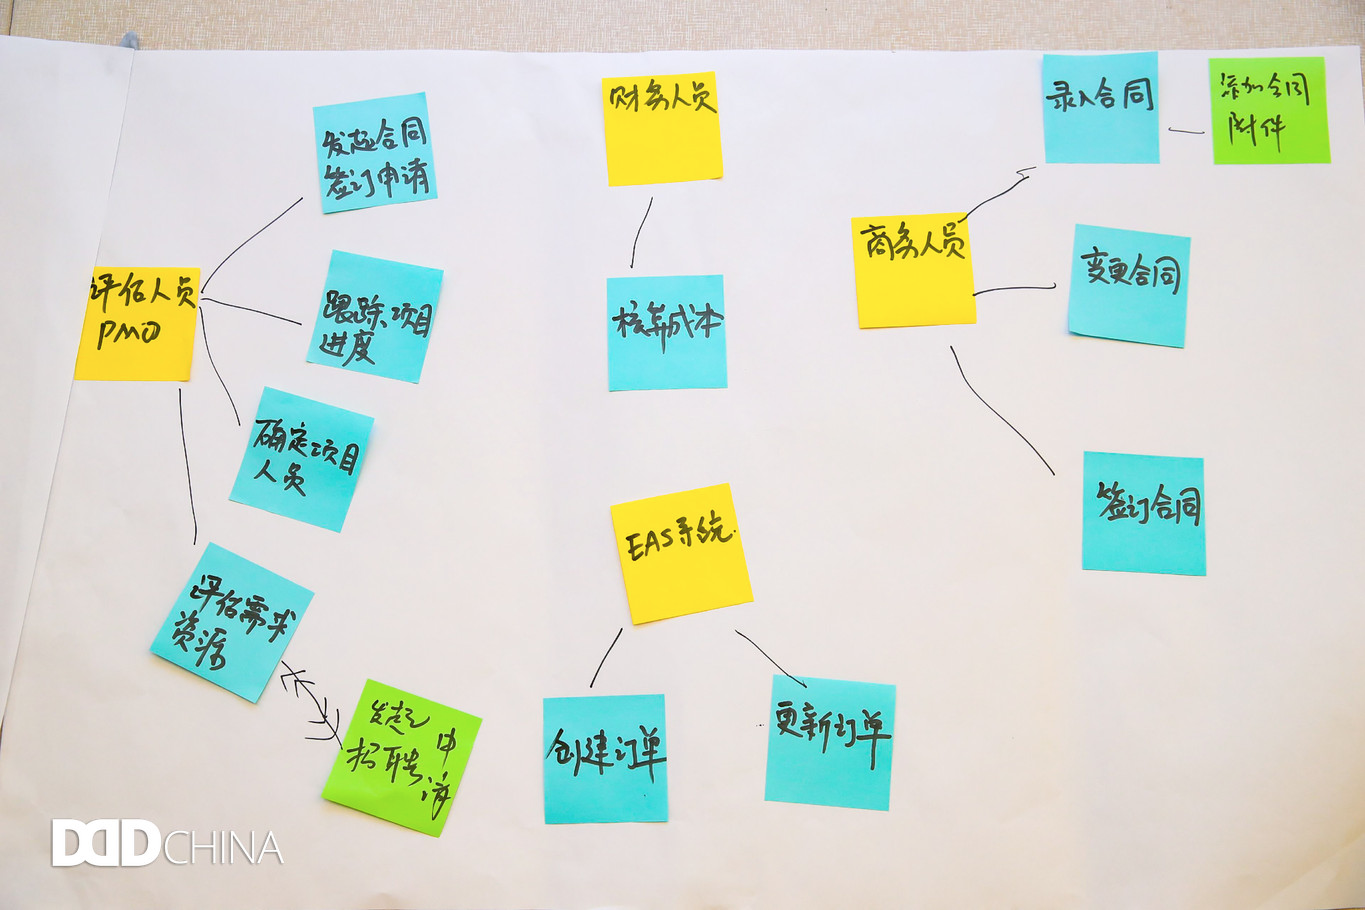 发起合同
签订申请
财务人员
录入合同
添加合同
附件
评估人员
PMO
跟踪项目
进度
核算成本
商务人员
变更合同
确定项目
人员
EAS系统.
签订合同
评估需求
资源
发起
招聘申请
创建订单
更新订单
DDD CHINA